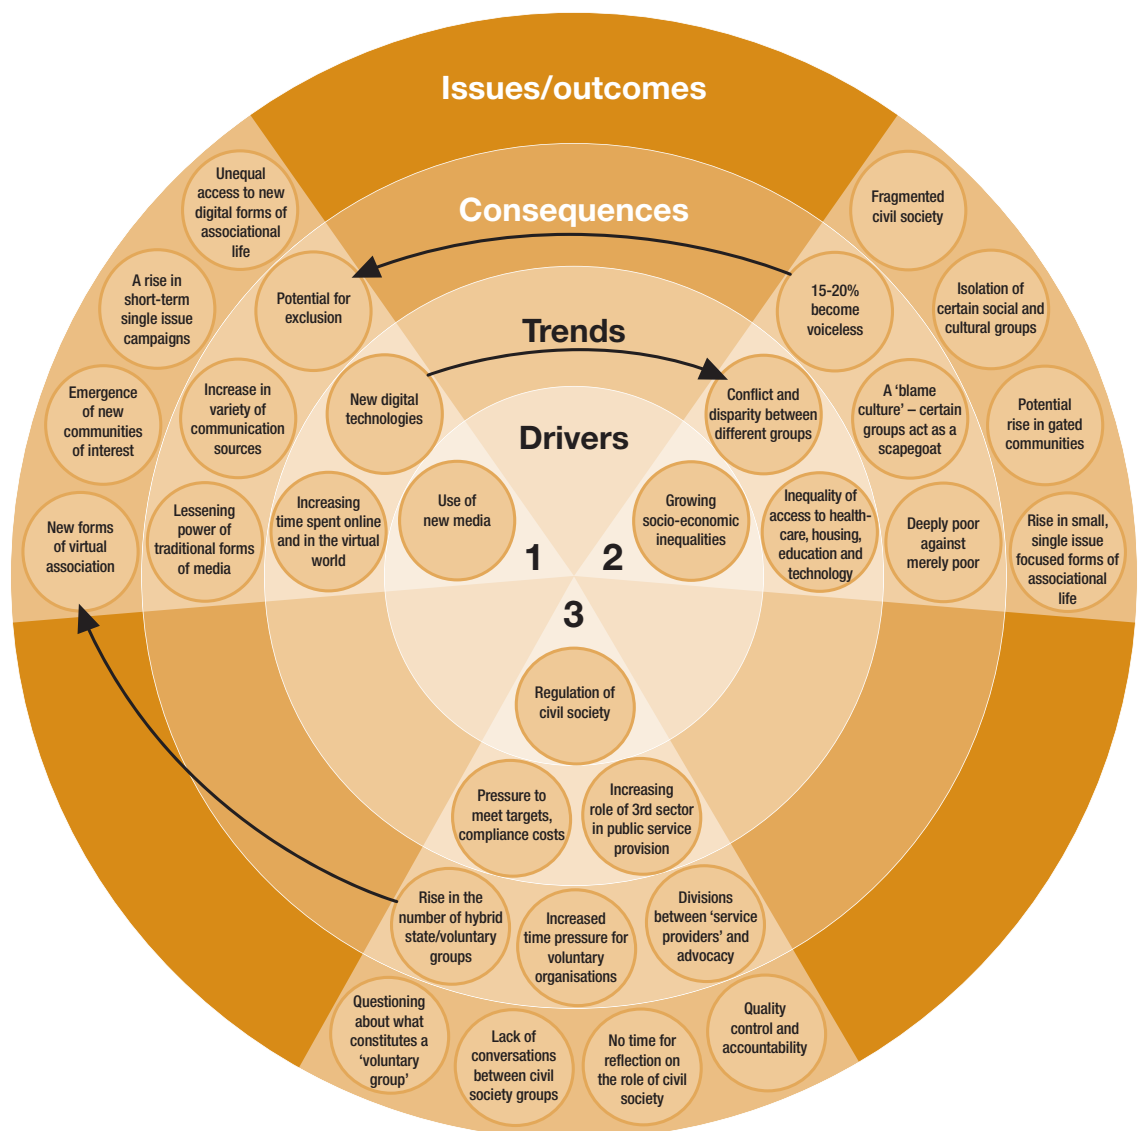 Issues/outcomes
Consequences
Trends
Drivers
1
2
3
Unequal
access to new
digital forms of
associational
life
A rise in
short-term
single issue
campaigns
Emergence
of new
communities
of interest
New forms
of virtual
association
Potential for
exclusion
Increase in
variety of
communication
sources
Lessening
power of
traditional forms
of media
New digital
technologies
Increasing
time spent online
and in the virtual
world
Use of
new media
Fragmented
civil society
Isolation of
certain social and
cultural groups
Potential
rise in gated
communities
Rise in small,
single issue
focused forms of
associational
life
15-20%
become
voiceless
A ‘blame
culture’ – certain
groups act as a
scapegoat
Deeply poor
against
merely poor
Conflict and
disparity between
different groups
Inequality of
access to health-
care, housing,
education and
technology
Growing
socio-economic
inequalities
Regulation of
civil society
Pressure to
meet targets,
compliance costs
Increasing
role of 3rd sector
in public service
provision
Rise in the
number of hybrid
state/voluntary
groups
Increased
time pressure for
voluntary
organisations
Divisions
between ‘service
providers’ and
advocacy
Questioning
about what
constitutes a
‘voluntary
group’
Lack of
conversations
between civil
society groups
No time for
reflection on
the role of civil
society
Quality
control and
accountability